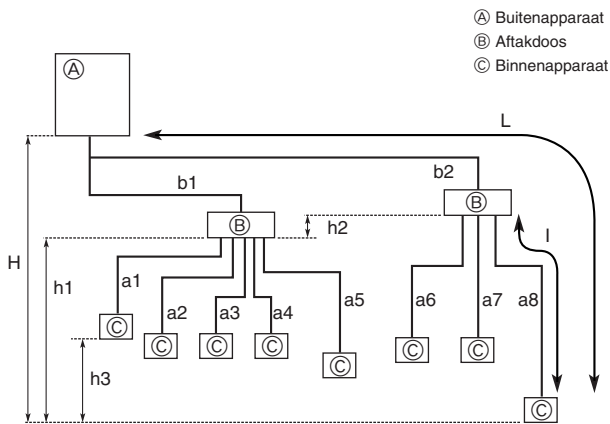 Ⓐ Buitenapparaat
Ⓑ Aftakdoos
Ⓒ Binnenapparaat
Ⓐ
L
b1
b2
Ⓑ
Ⓑ
h2
H
h1
I
a1
a2
a3
a4
a5
a6
a7
a8
Ⓒ
Ⓒ
Ⓒ
Ⓒ
Ⓒ
Ⓒ
Ⓒ
h3
Ⓒ